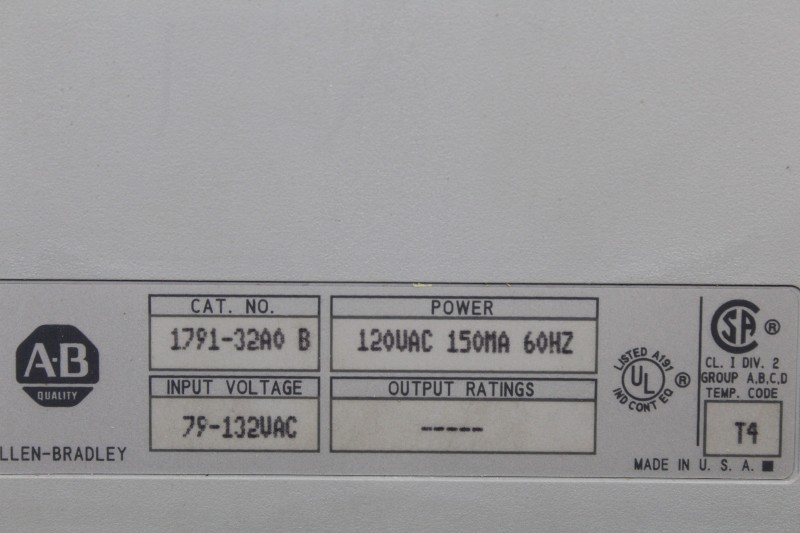 A-B
QUALITY
LLEN-BRADLEY
CAT. NO.
1791-32A0 B
POWER
120VAC 150MA 60HZ
INPUT VOLTAGE
79-132VAC
OUTPUT RATINGS
-----
LISTED A191
UL ®
IND CONT EQ
SA ®
CL. I DIV. 2
GROUP A,B,C,D
TEMP. CODE
T4
MADE IN U. S. A. ■